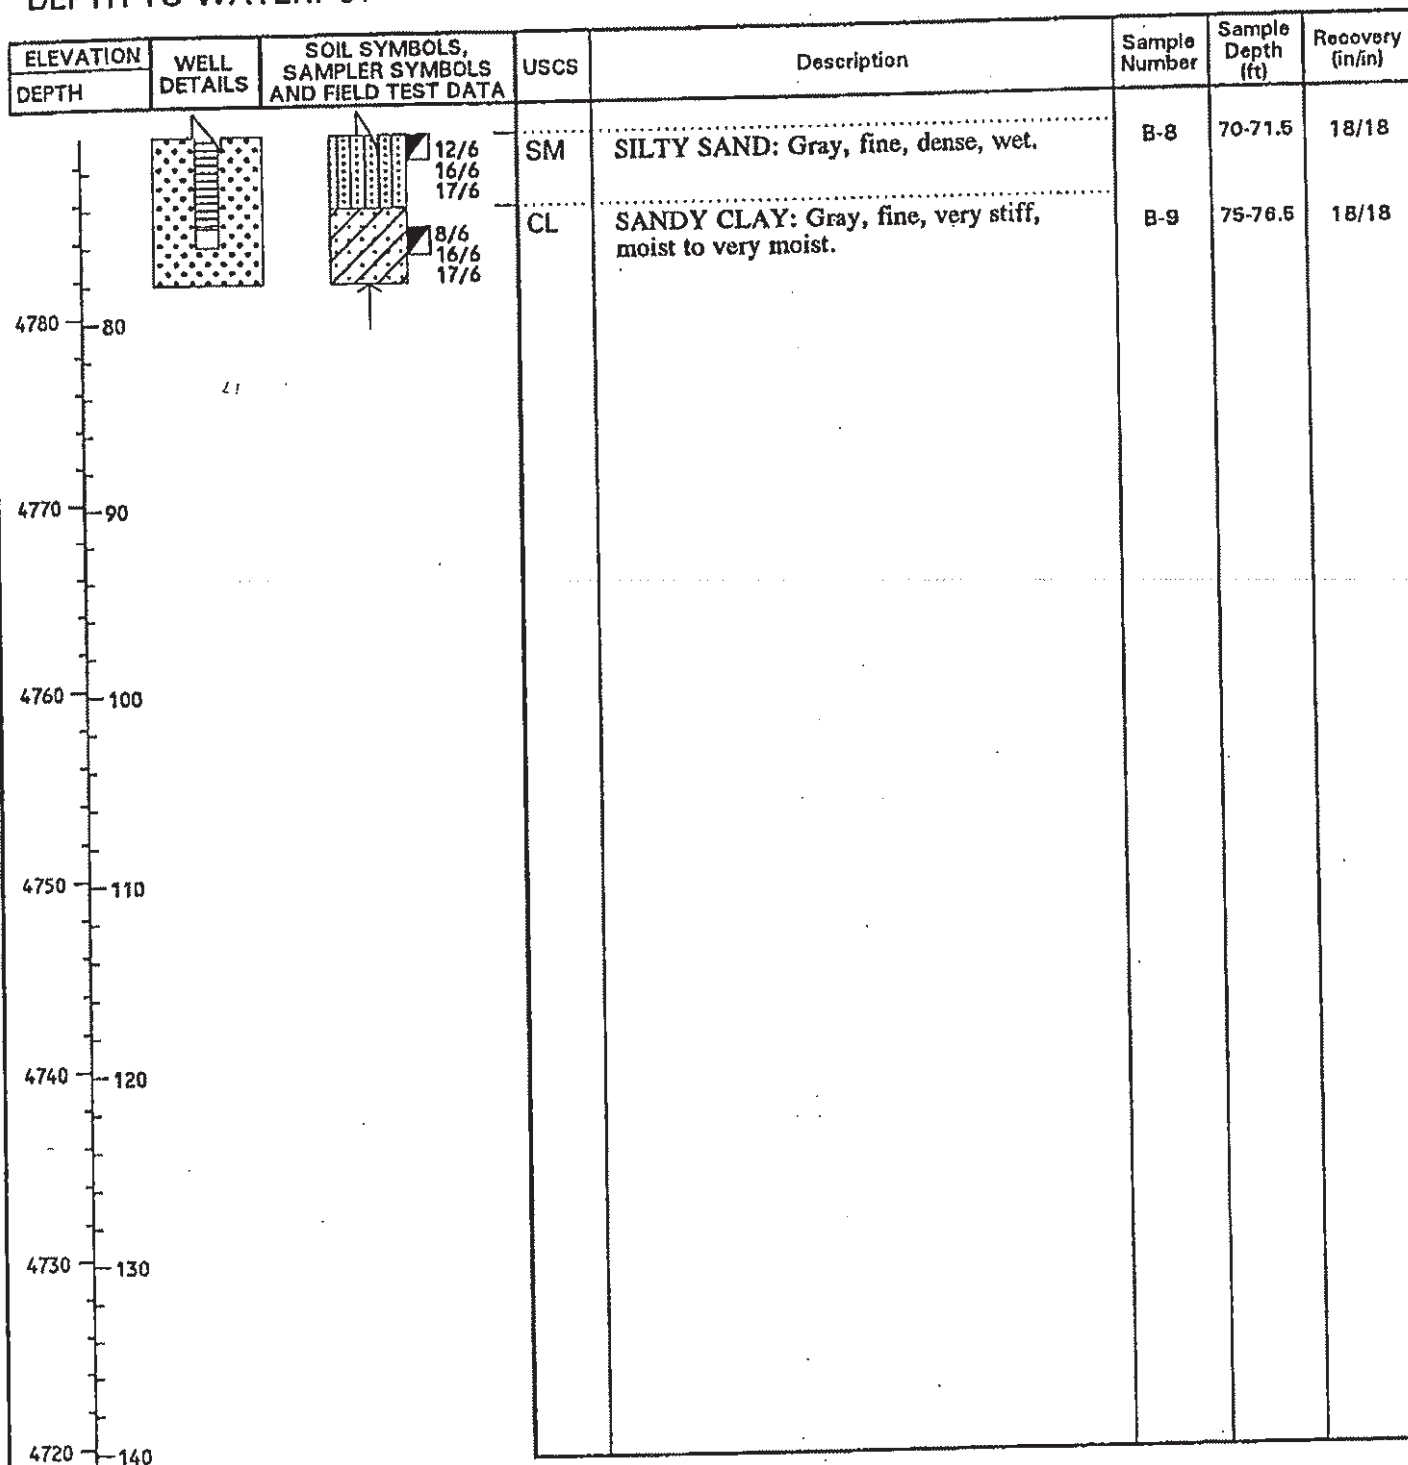 ELEVATION
DEPTH
WELL
DETAILS
SOIL SYMBOLS,
SAMPLER SYMBOLS
AND FIELD TEST DATA
USCS
Description
Sample
Number
Sample
Depth
(ft)
Recovery
(in/in)
12/6
16/6
17/6
SM
SILTY SAND: Gray, fine, dense, wet.
B-8
70-71.5
18/18
8/6
16/6
17/6
CL
SANDY CLAY: Gray, fine, very stiff,
moist to very moist.
B-9
75-76.5
18/18
4780
80
4770
90
4760
100
4750
110
4740
120
4730
130
4720
140